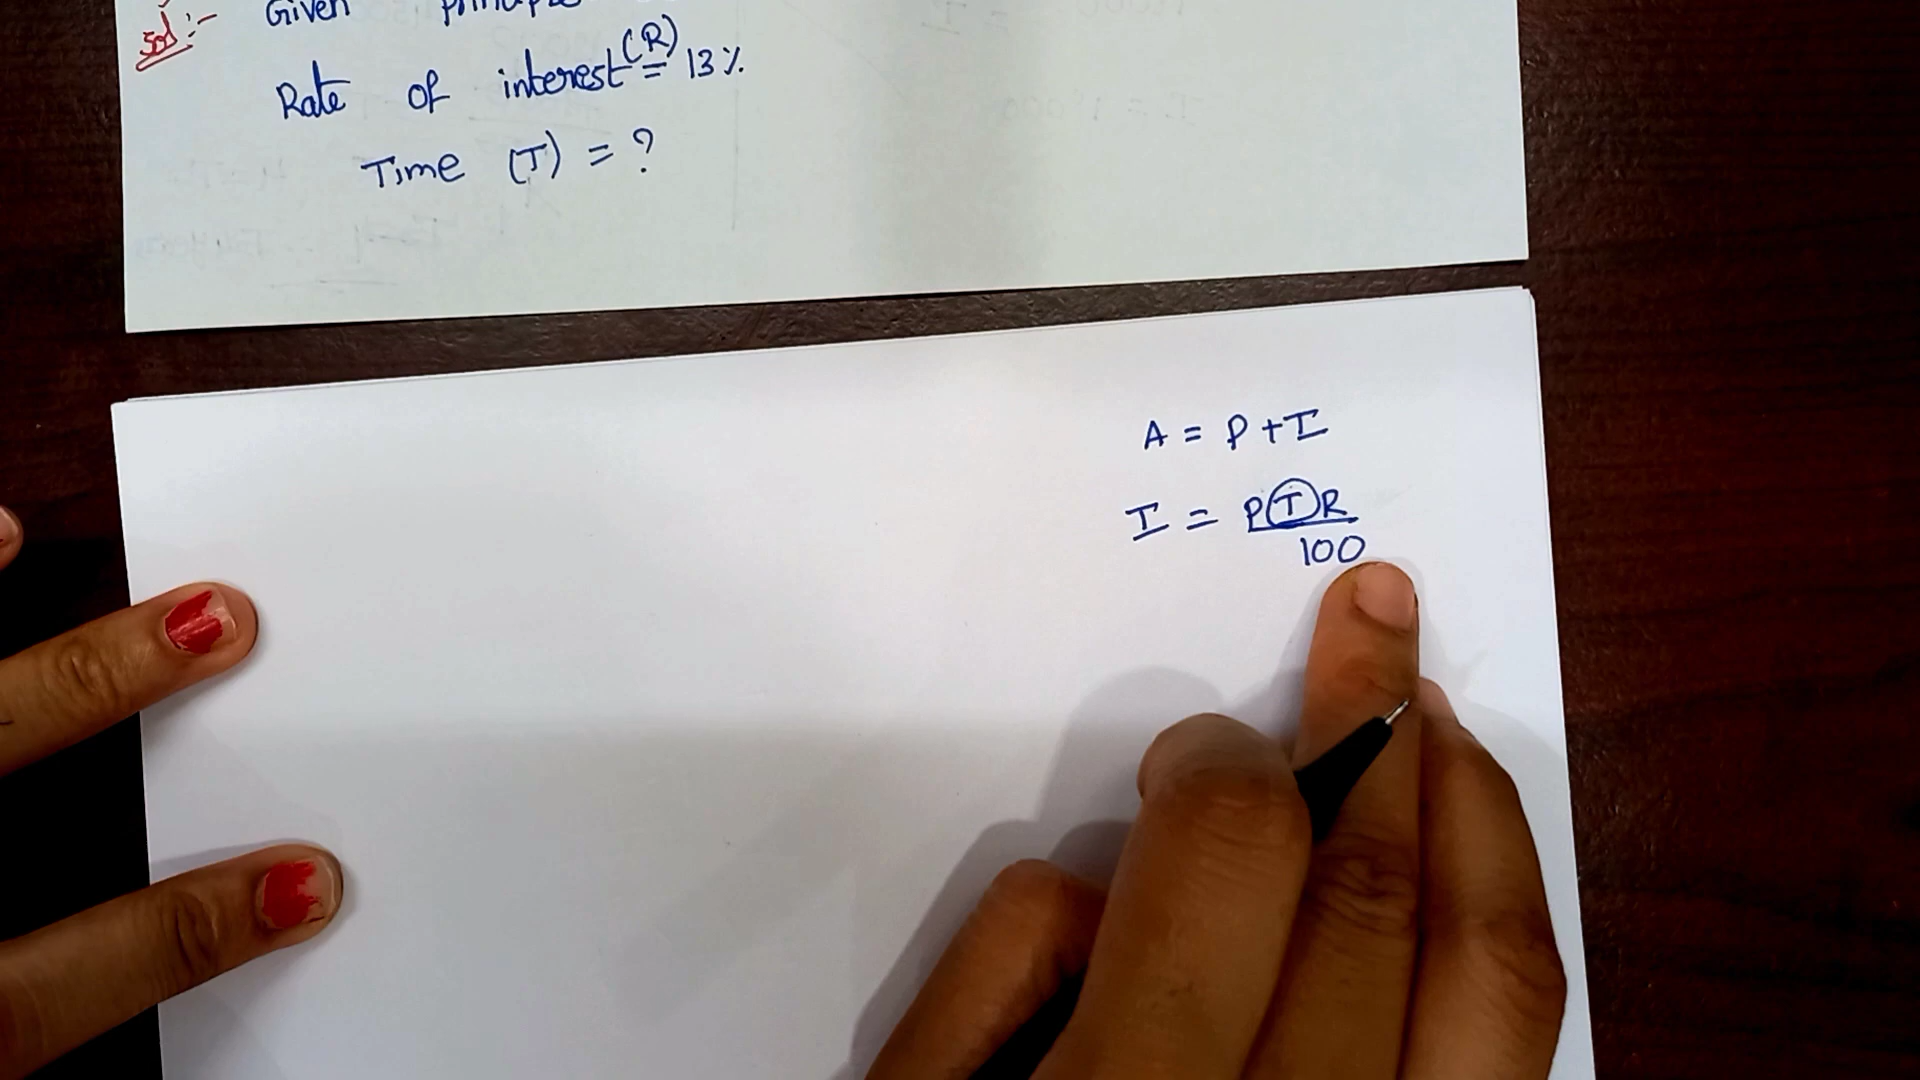 Sol:- Given
Rate of interest (R) = 13%
Time (T) = ?
A = P+I
I = PTR
100